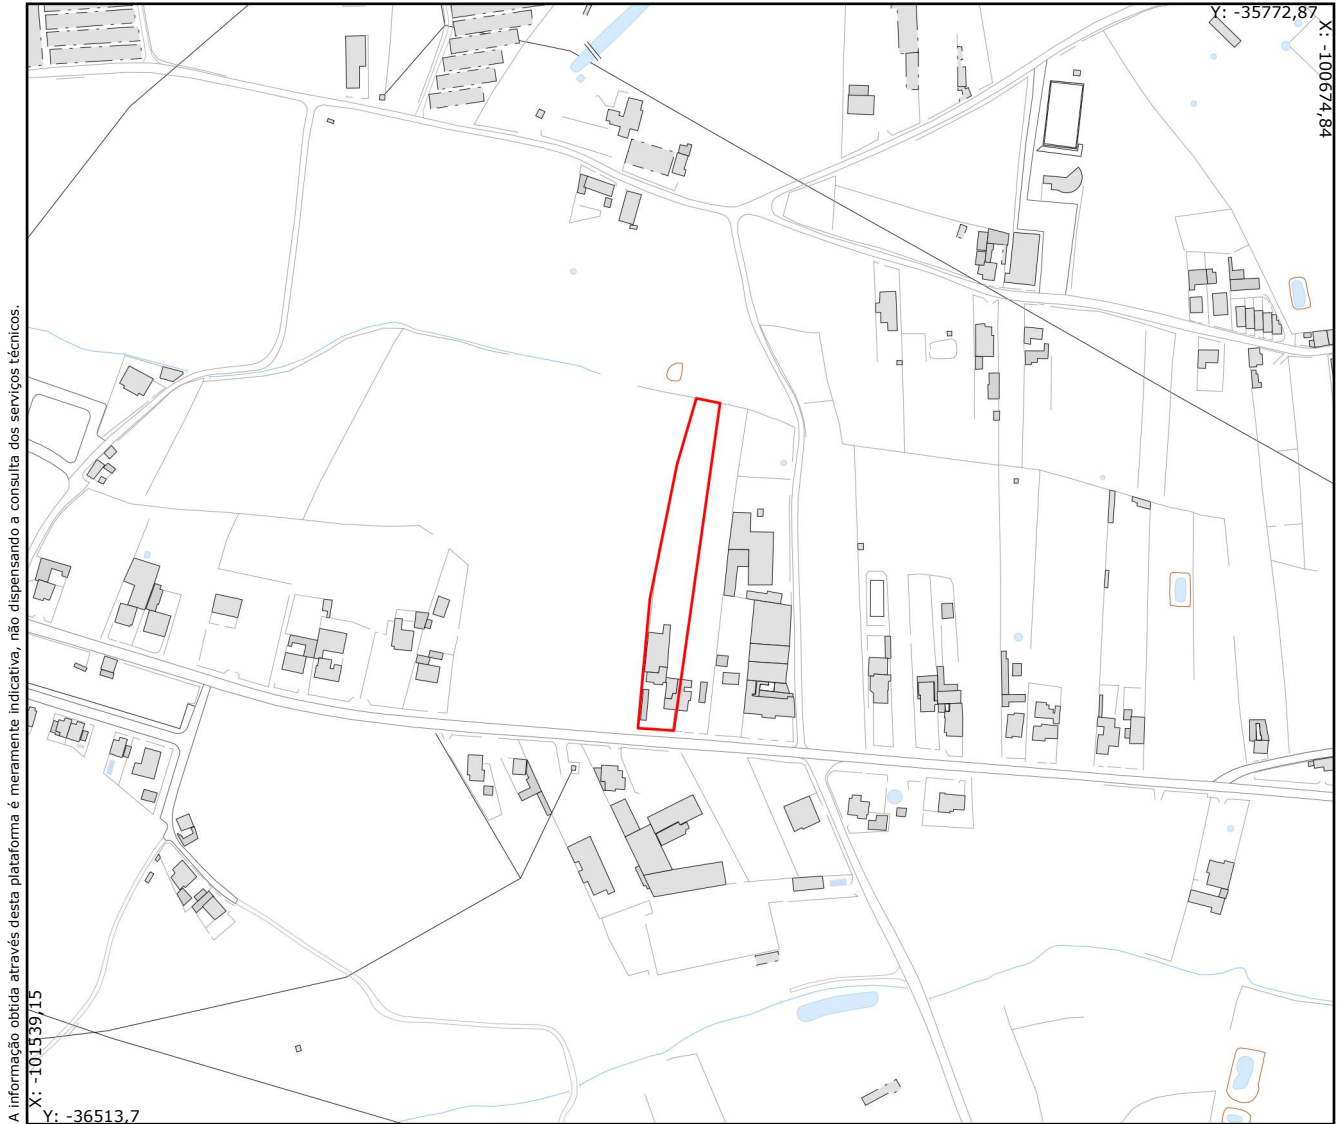 Y: -35772,87
X: -100674,84
A informação obtida através desta plataforma é meramente indicativa, não dispensando a consulta dos serviços técnicos.
X: -101539,15
Y: -36513,7